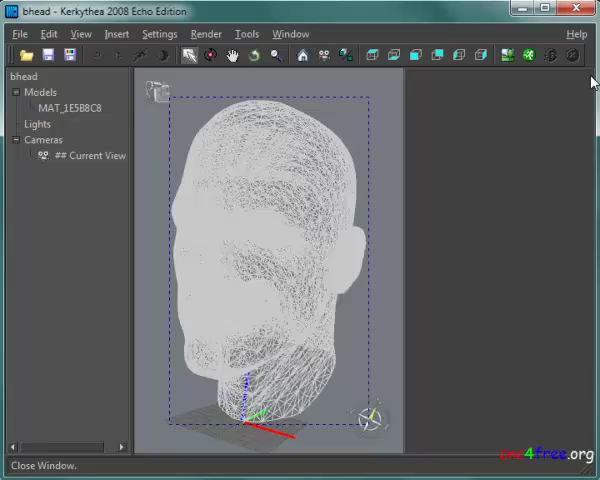 bhead - Kerkythea 2008 Echo Edition
File Edit View Insert Settings Render Tools Window Help
bhead
Models
MAT_1E5B8C8
Lights
Cameras
## Current View
cnc4free.org
Close Window.